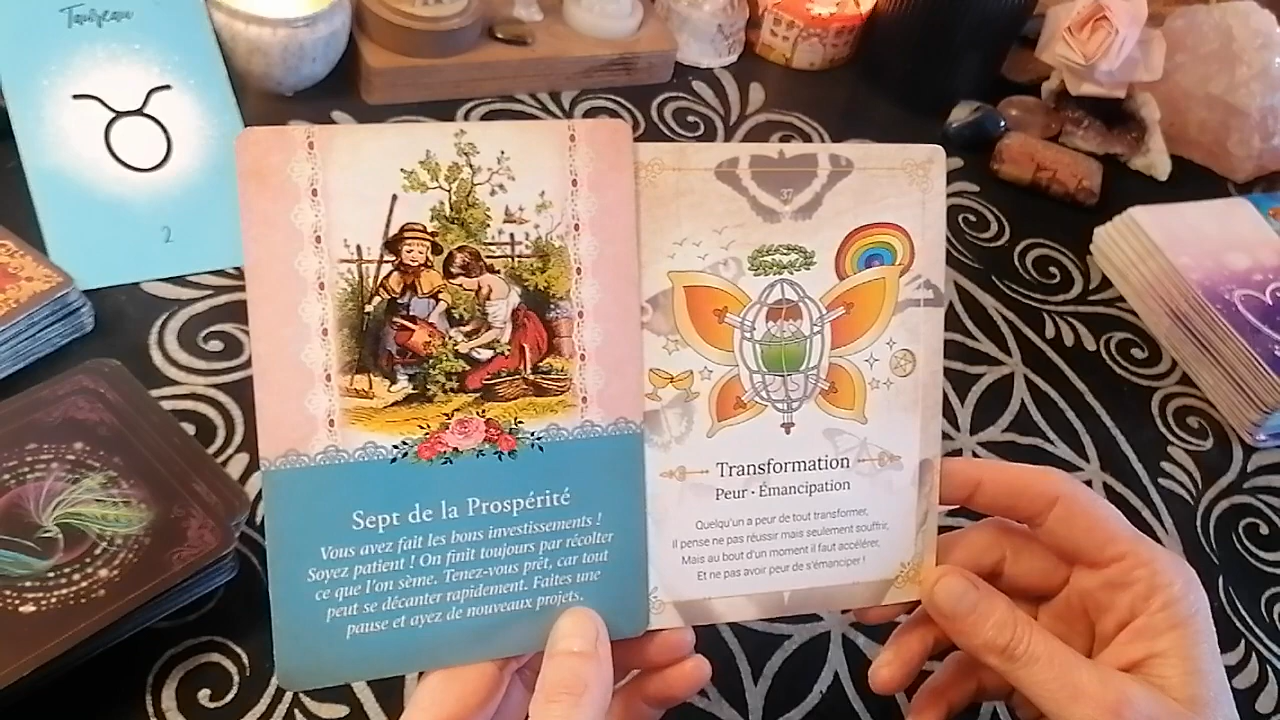 Taureau
2
Sept de la Prospérité
Vous avez fait les bons investissements !
Soyez patient ! On finit toujours par récolter
ce que l'on sème. Tenez-vous prêt, car tout
peut se décanter rapidement. Faites une
pause et ayez de nouveaux projets.
37
Transformation
Peur • Émancipation
Quelqu'un a peur de tout transformer,
Il pense ne pas réussir mais seulement souffrir,
Mais au bout d'un moment il faut accélérer,
Et ne pas avoir peur de s'émanciper !